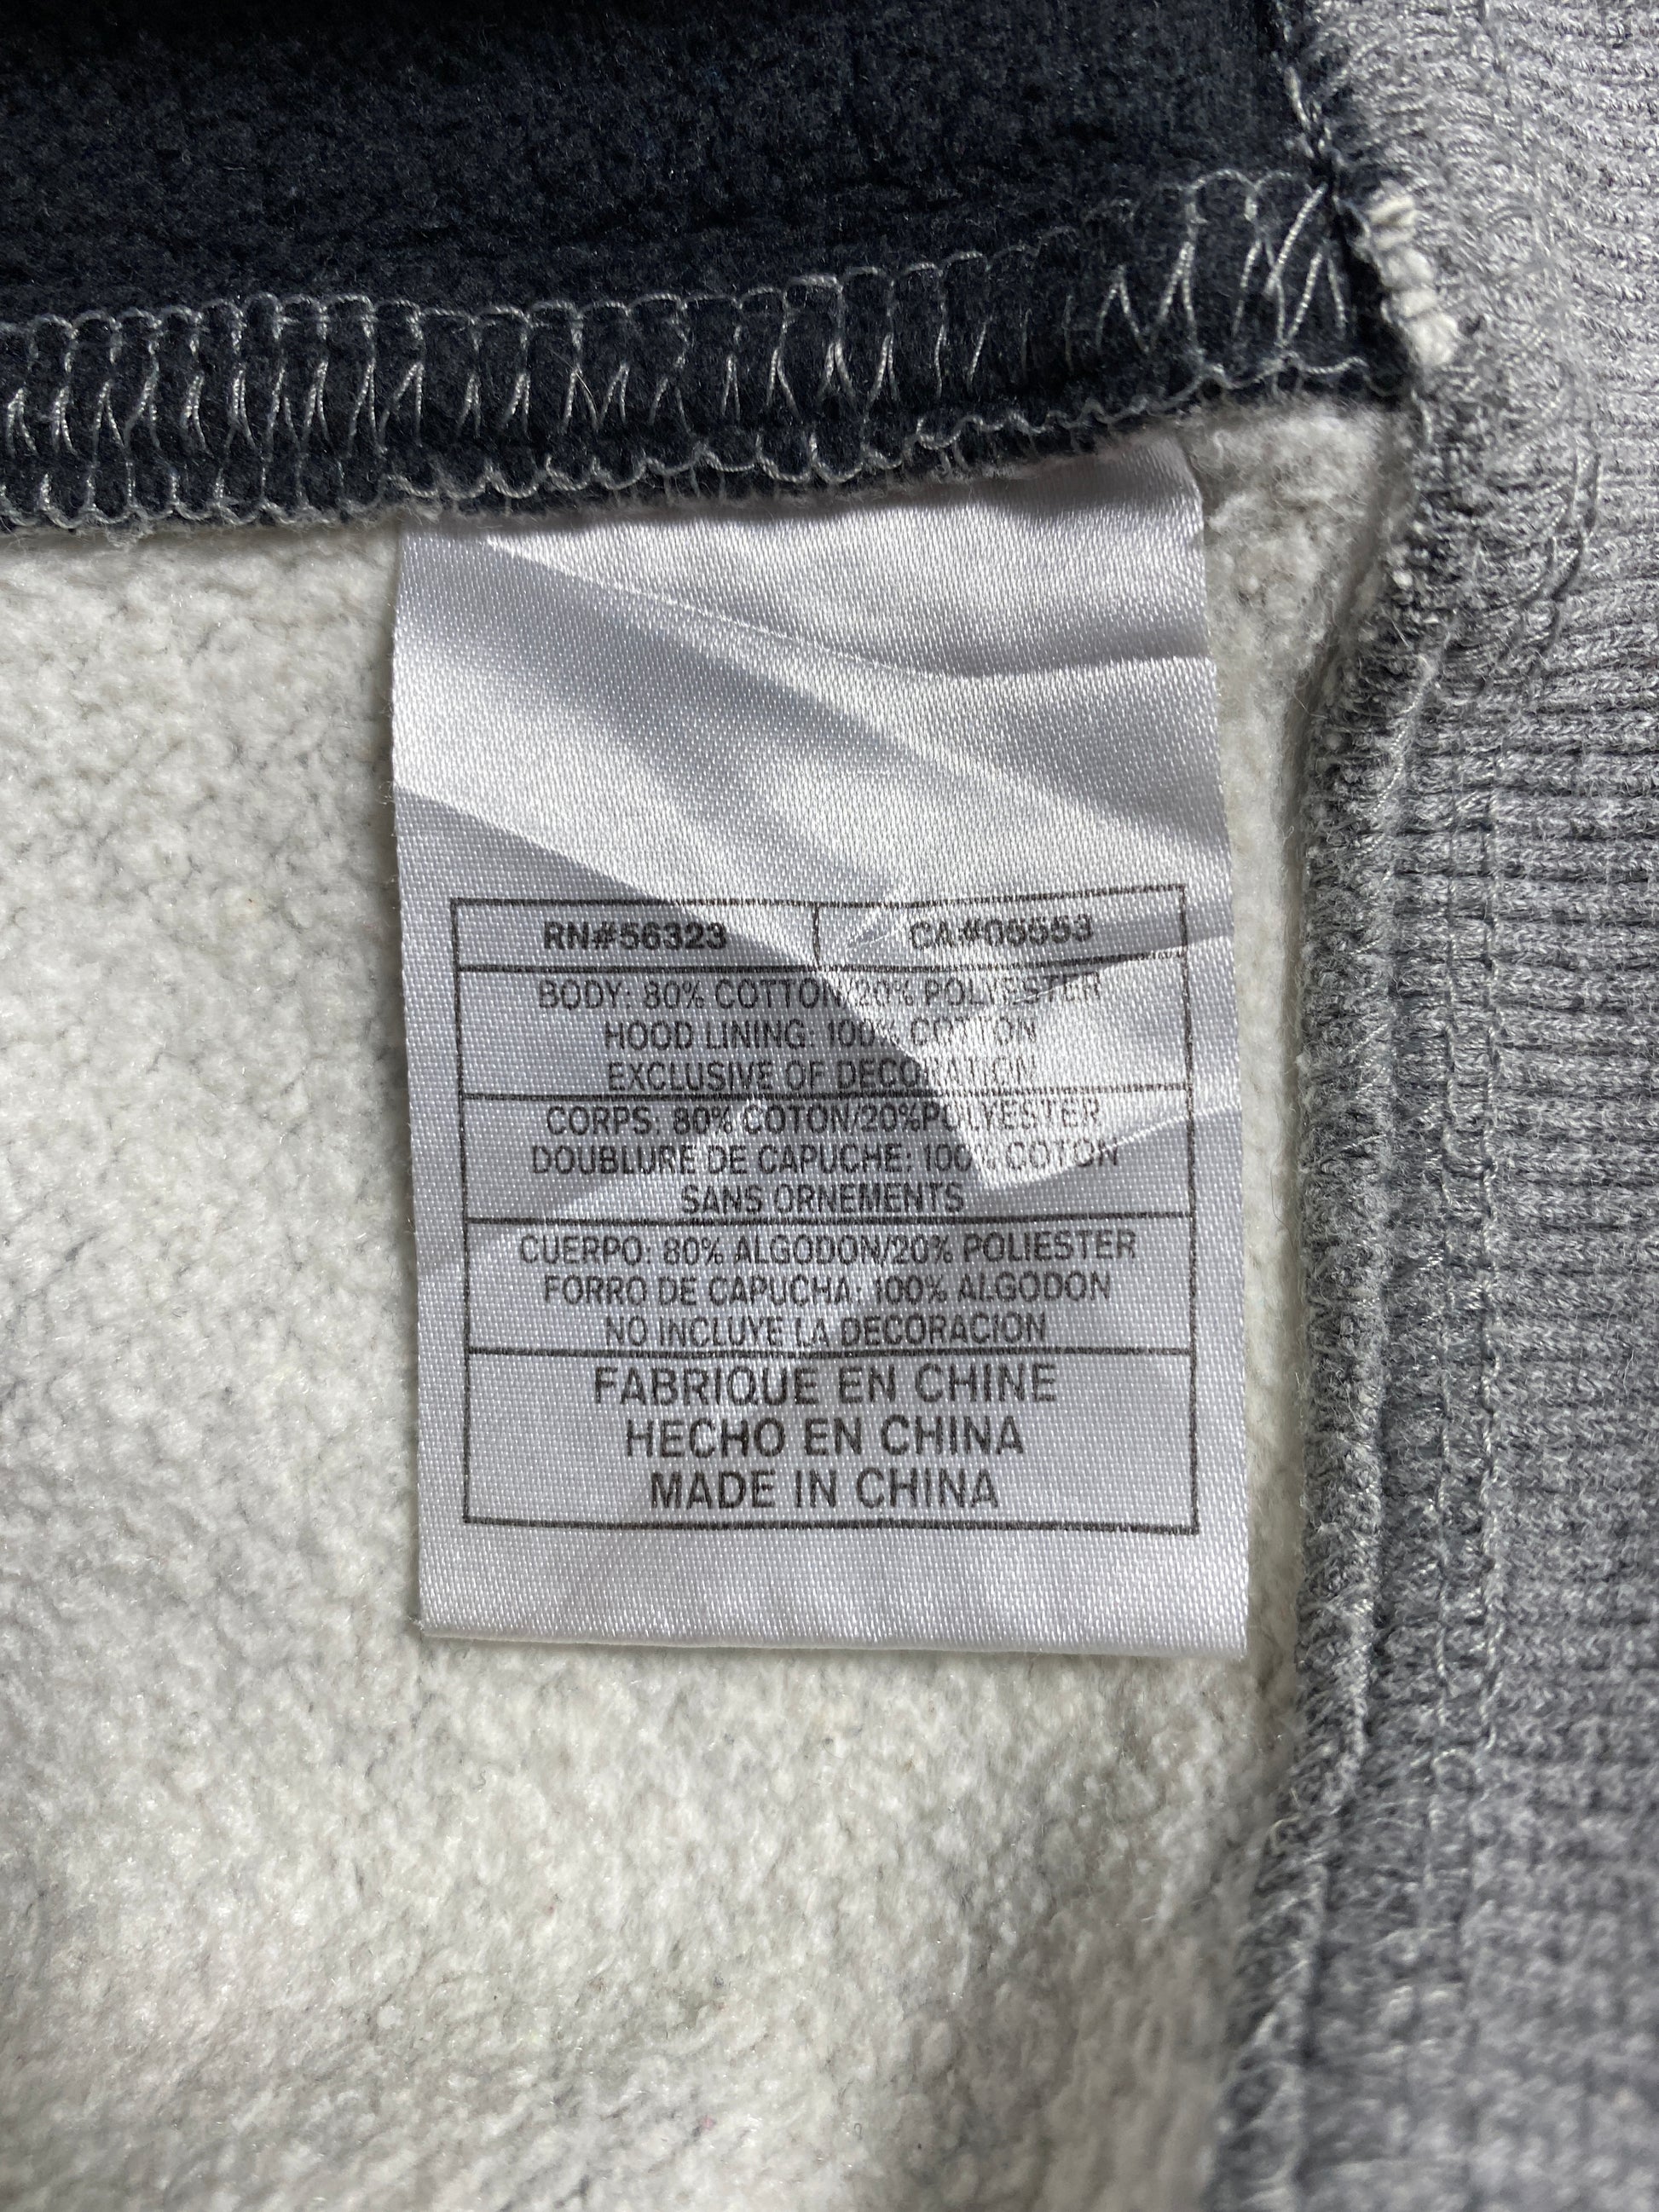 RN#56323 CA#05553
BODY: 80% COTTON/20% POLYESTER
HOOD LINING: 100% COTTON
EXCLUSIVE OF DECORATION
CORPS: 80% COTON/20%POLYESTER
DOUBLURE DE CAPUCHE: 100% COTON
SANS ORNEMENTS
CUERPO: 80% ALGODON/20% POLIESTER
FORRO DE CAPUCHA: 100% ALGODON
NO INCLUYE LA DECORACION
FABRIQUE EN CHINE
HECHO EN CHINA
MADE IN CHINA